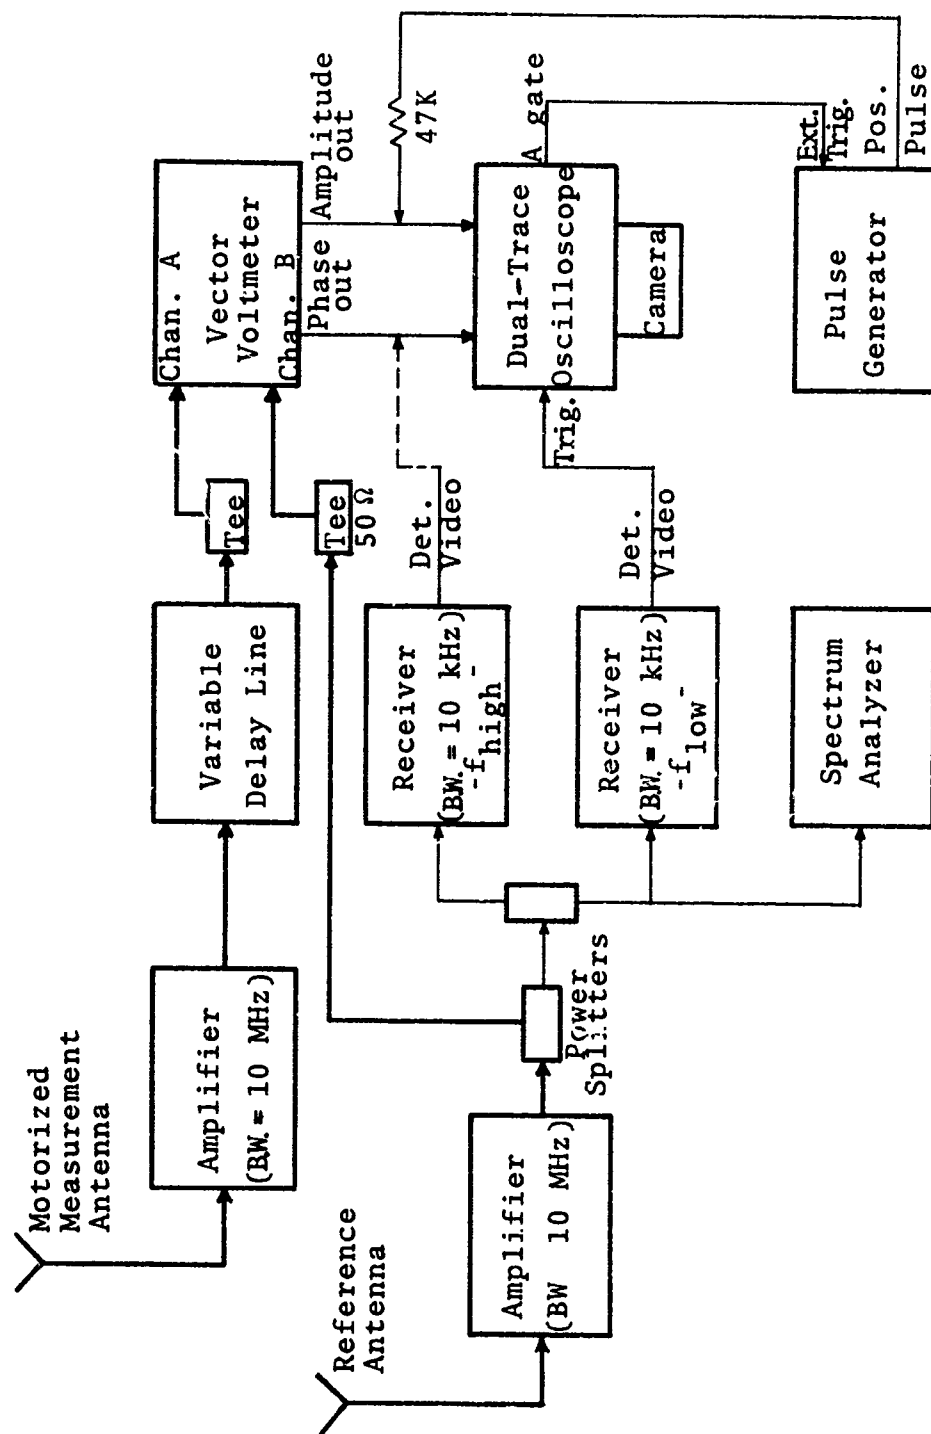 Motorized
Measurement
Antenna
Amplifier
(BW.= 10 MHz)
Variable
Delay Line
Tee
Chan. A
Vector
Voltmeter
Chan. B
Amplitude
out
Phase
out
47K
Reference
Antenna
Amplifier
(BW 10 MHz)
Power
Splitters
Tee
50 Ω
Receiver
(BW.= 10 kHz)
-f high-
Det.
Video
Receiver
(BW.= 10 kHz)
-f low-
Det.
Video
Spectrum
Analyzer
Trig.
Dual-Trace
Oscilloscope
A gate
Camera
Pulse
Generator
Ext.
Trig.
Pos.
Pulse